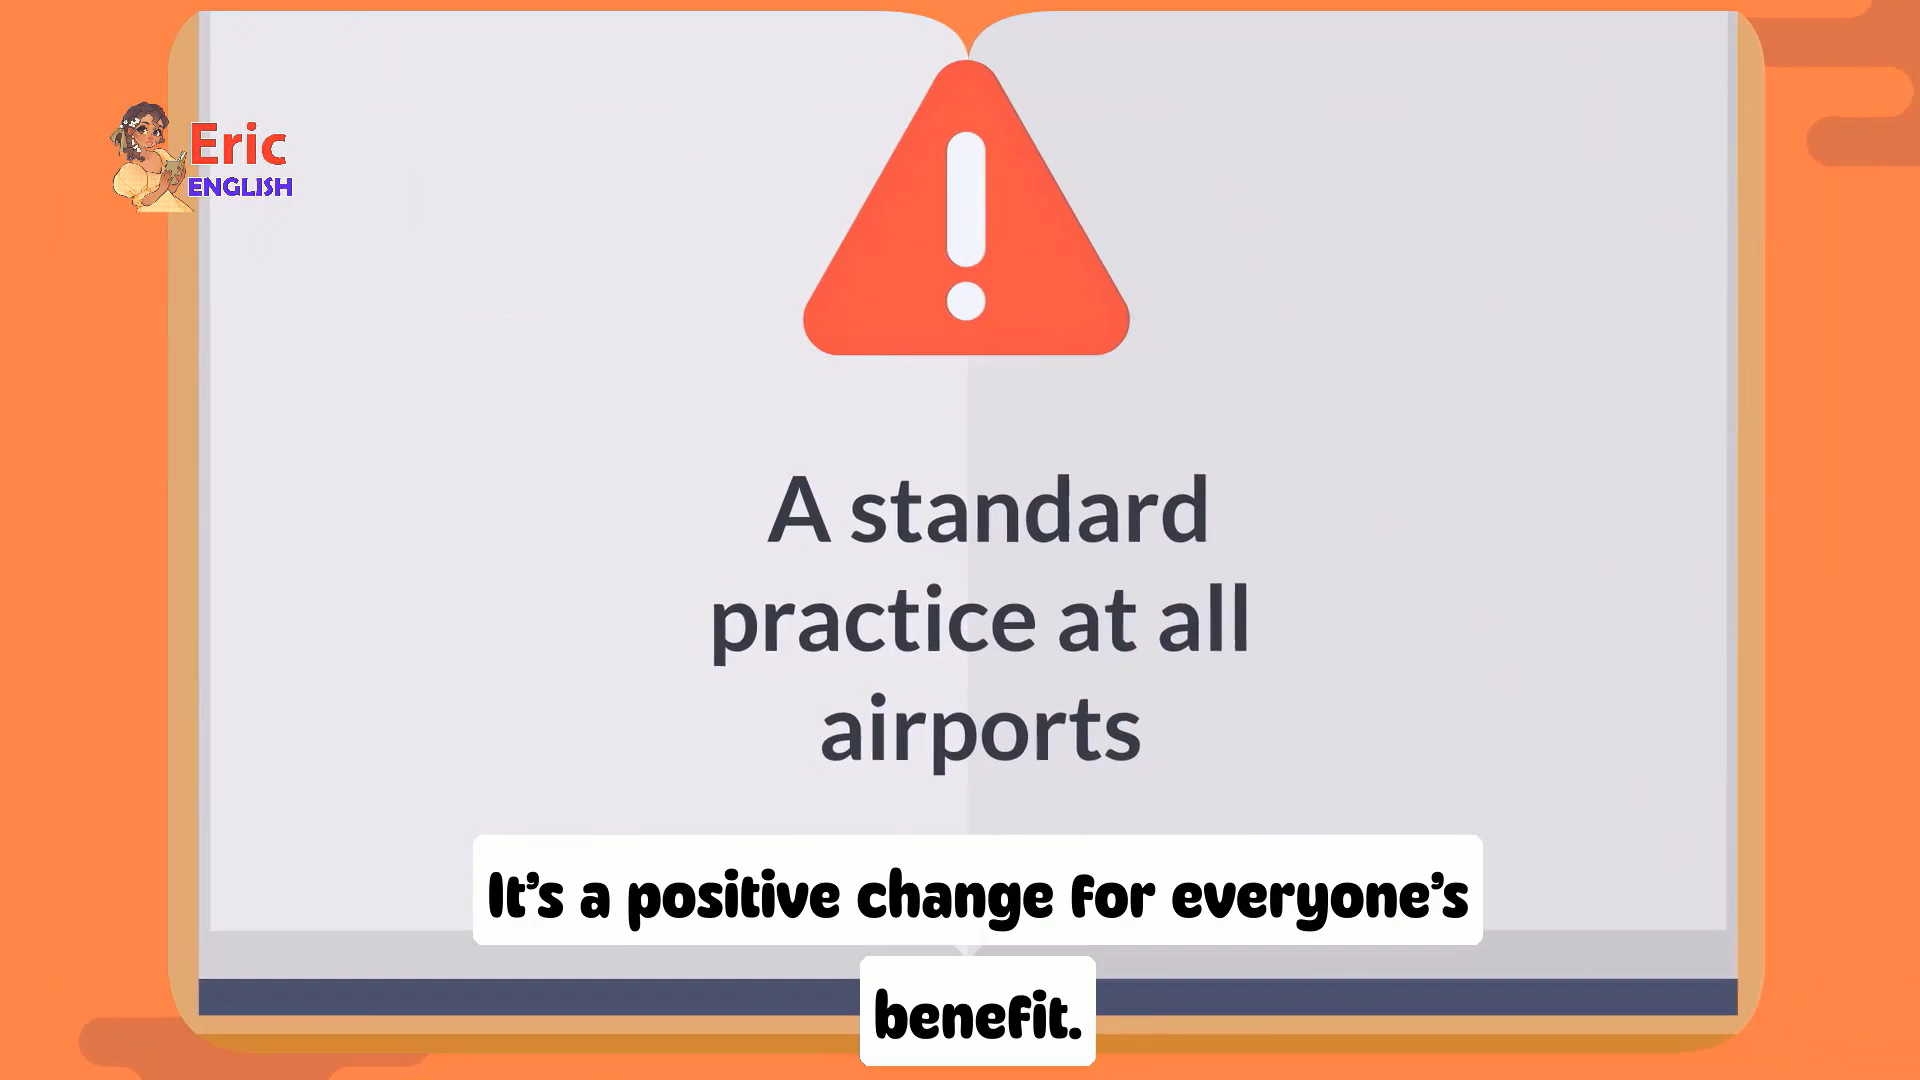 Eric
ENGLISH
A standard
practice at all
airports
It's a positive change for everyone's
benefit.